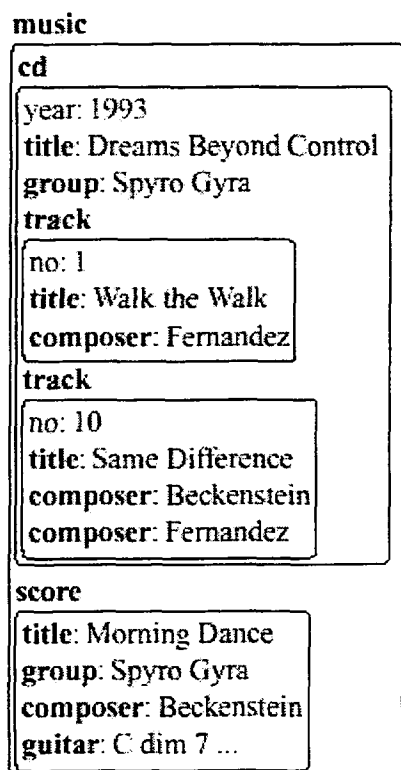 music
cd
year: 1993
title: Dreams Beyond Control
group: Spyro Gyra
track
no: 1
title: Walk the Walk
composer: Fernandez
track
no: 10
title: Same Difference
composer: Beckenstein
composer: Fernandez
score
title: Morning Dance
group: Spyro Gyra
composer: Beckenstein
guitar: C dim 7 ...